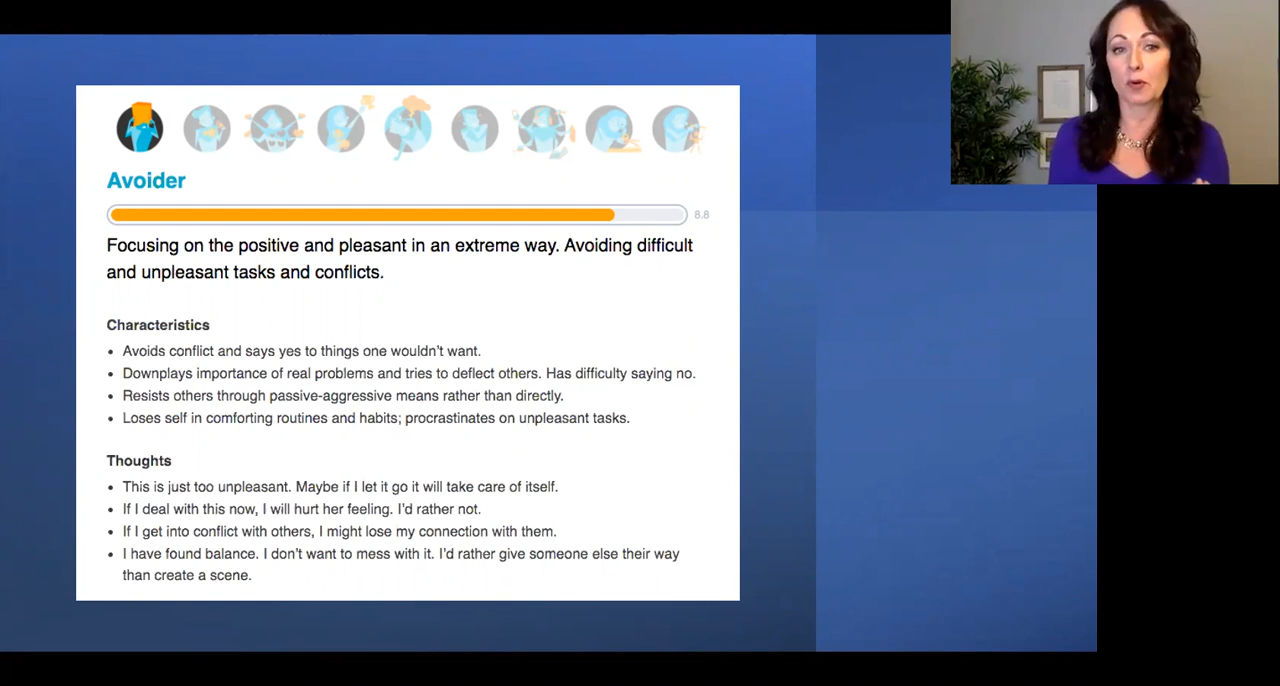 Avoider
8.8
Focusing on the positive and pleasant in an extreme way. Avoiding difficult
and unpleasant tasks and conflicts.
Characteristics
• Avoids conflict and says yes to things one wouldn't want.
• Downplays importance of real problems and tries to deflect others. Has difficulty saying no.
• Resists others through passive-aggressive means rather than directly.
• Loses self in comforting routines and habits; procrastinates on unpleasant tasks.
Thoughts
• This is just too unpleasant. Maybe if I let it go it will take care of itself.
• If I deal with this now, I will hurt her feeling. I'd rather not.
• If I get into conflict with others, I might lose my connection with them.
• I have found balance. I don't want to mess with it. I'd rather give someone else their way
than create a scene.